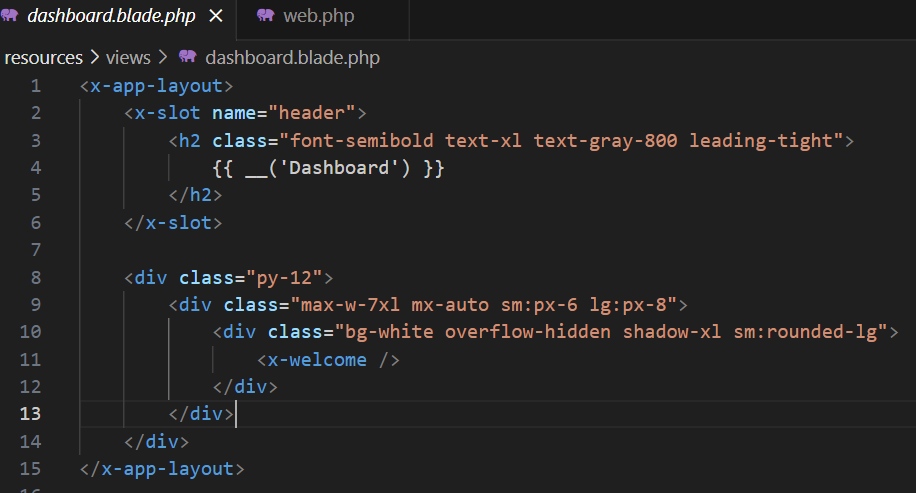 dashboard.blade.php × web.php
resources > views > dashboard.blade.php
1 <x-app-layout>
2     <x-slot name="header">
3         <h2 class="font-semibold text-xl text-gray-800 leading-tight">
4             {{ __('Dashboard') }}
5         </h2>
6     </x-slot>
7
8     <div class="py-12">
9         <div class="max-w-7xl mx-auto sm:px-6 lg:px-8">
10             <div class="bg-white overflow-hidden shadow-xl sm:rounded-lg">
11                 <x-welcome />
12             </div>
13         </div>
14     </div>
15 </x-app-layout>
16